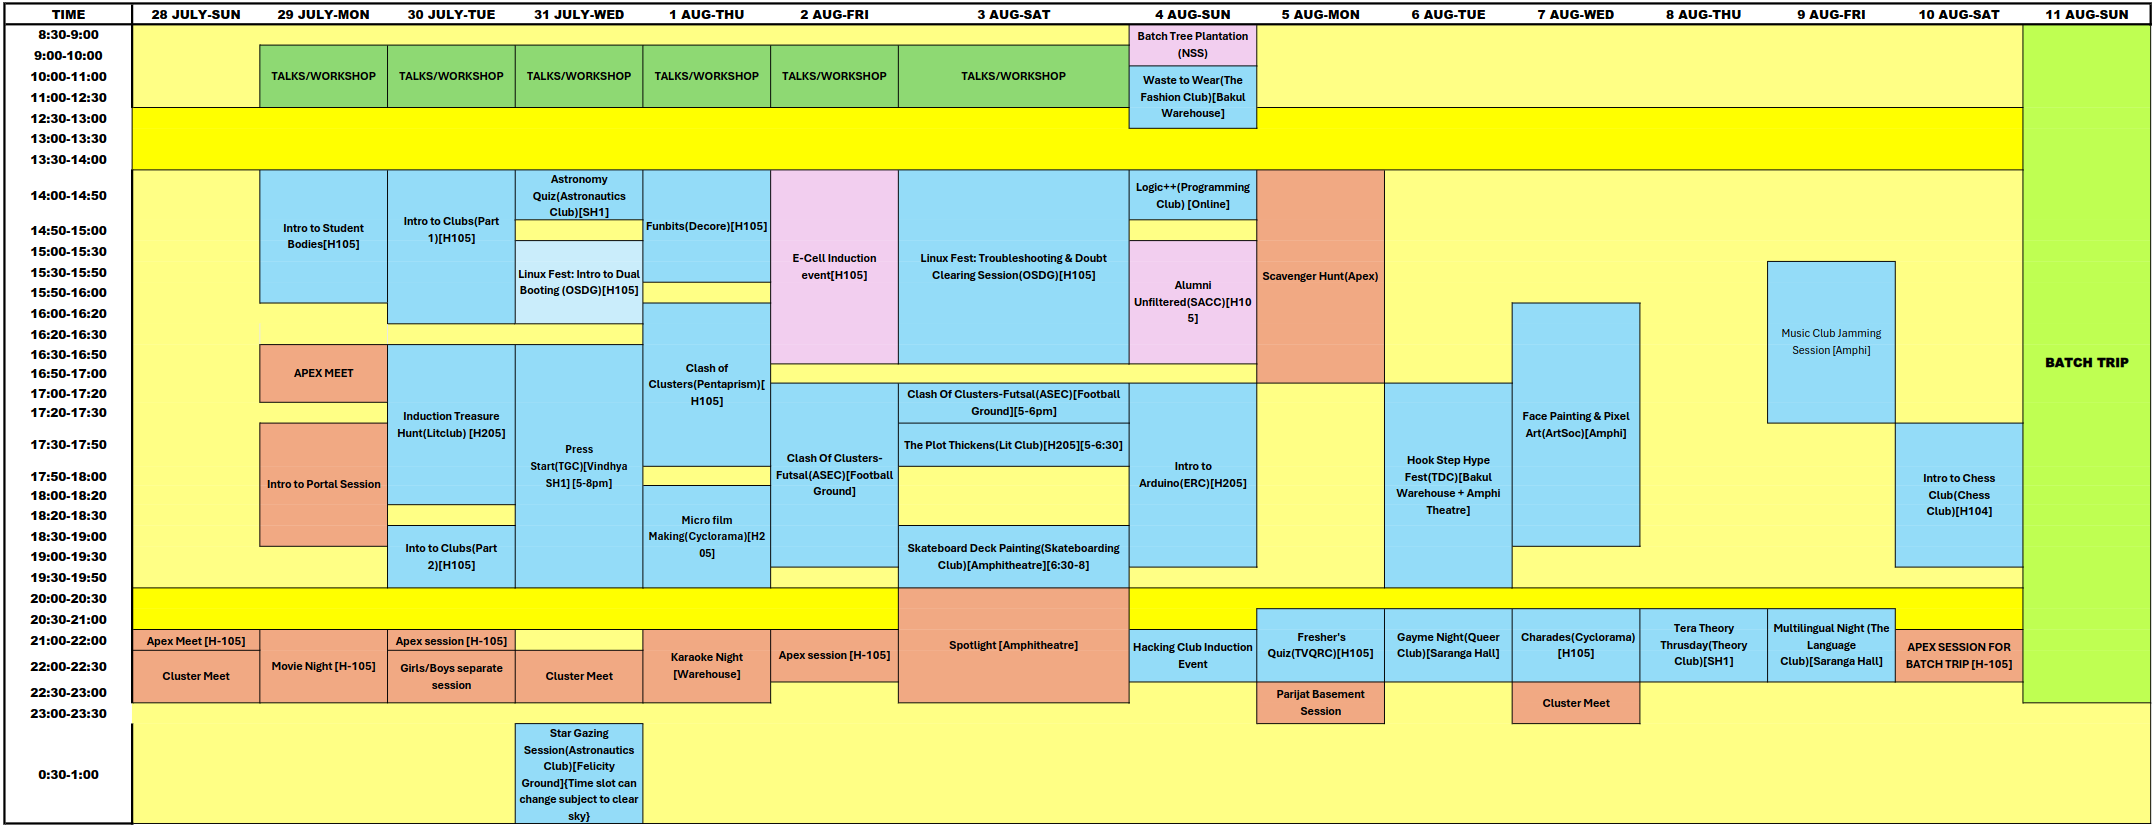 TIME 28 JULY-SUN 29 JULY-MON 30 JULY-TUE 31 JULY-WED 1 AUG-THU 2 AUG-FRI 3 AUG-SAT 4 AUG-SUN 5 AUG-MON 6 AUG-TUE 7 AUG-WED 8 AUG-THU 9 AUG-FRI 10 AUG-SAT 11 AUG-SUN
8:30-9:00
9:00-10:00
10:00-11:00
11:00-12:30
12:30-13:00
13:00-13:30
13:30-14:00
14:00-14:50
14:50-15:00
15:00-15:30
15:30-15:50
15:50-16:00
16:00-16:20
16:20-16:30
16:30-16:50
16:50-17:00
17:00-17:20
17:20-17:30
17:30-17:50
17:50-18:00
18:00-18:20
18:20-18:30
18:30-19:00
19:00-19:30
19:30-19:50
20:00-20:30
20:30-21:00
21:00-22:00
22:00-22:30
22:30-23:00
23:00-23:30
0:30-1:00
Apex Meet [H-105]
Cluster Meet
TALKS/WORKSHOP
Intro to Student
Bodies[H105]
APEX MEET
Intro to Portal Session
Movie Night [H-105]
TALKS/WORKSHOP
Intro to Clubs(Part
1)[H105]
Induction Treasure
Hunt(Litclub) [H205]
Into to Clubs(Part
2)[H105]
Apex session [H-105]
Girls/Boys separate
session
TALKS/WORKSHOP
Astronomy
Quiz(Astronautics
Club)[SH1]
Linux Fest: Intro to Dual
Booting (OSDG)[H105]
Press
Start(TGC)[Vindhya
SH1] [5-8pm]
Cluster Meet
Star Gazing
Session(Astronautics
Club)[Felicity
Ground]{Time slot can
change subject to clear
sky}
TALKS/WORKSHOP
Funbits(Decore)[H105]
Clash of
Clusters(Pentaprism)[
H105]
Micro film
Making(Cyclorama)[H2
05]
Karaoke Night
[Warehouse]
TALKS/WORKSHOP
E-Cell Induction
event[H105]
Clash Of Clusters-
Futsal(ASEC)[Football
Ground]
Apex session [H-105]
TALKS/WORKSHOP
Linux Fest: Troubleshooting & Doubt
Clearing Session(OSDG)[H105]
Clash Of Clusters-Futsal(ASEC)[Football
Ground][5-6pm]
The Plot Thickens(Lit Club)[H205][5-6:30]
Skateboard Deck Painting(Skateboarding
Club)[Amphitheatre][6:30-8]
Spotlight [Amphitheatre]
Batch Tree Plantation
(NSS)
Waste to Wear(The
Fashion Club)[Bakul
Warehouse]
Logic++(Programming
Club) [Online]
Alumni
Unfiltered(SACC)[H10
5]
Intro to
Arduino(ERC)[H205]
Hacking Club Induction
Event
Scavenger Hunt(Apex)
Fresher's
Quiz(TVQRC)[H105]
Parijat Basement
Session
Hook Step Hype
Fest(TDC)[Bakul
Warehouse + Amphi
Theatre]
Gayme Night(Queer
Club)[Saranga Hall]
Face Painting & Pixel
Art(ArtSoc)[Amphi]
Charades(Cyclorama)
[H105]
Cluster Meet
Tera Theory
Thrusday(Theory
Club)[SH1]
Music Club Jamming
Session [Amphi]
Multilingual Night (The
Language
Club)[Saranga Hall]
Intro to Chess
Club(Chess
Club)[H104]
APEX SESSION FOR
BATCH TRIP [H-105]
BATCH TRIP